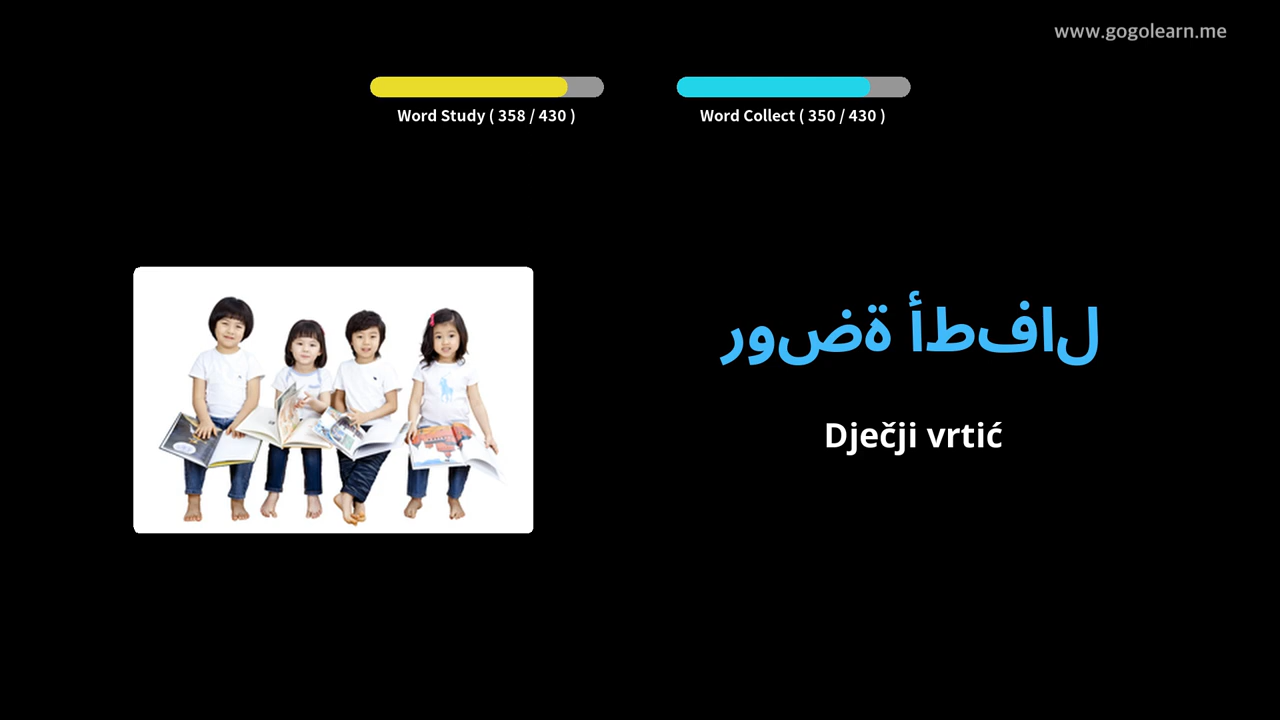 www.gogolearn.me
Word Study ( 358 / 430 )
Word Collect ( 350 / 430 )
روضة أطفال
Dječji vrtić